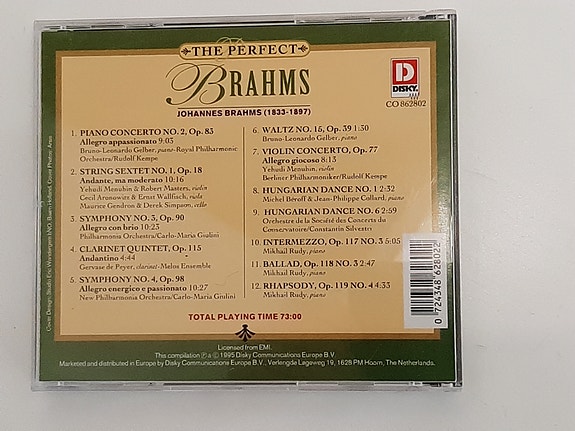 THE PERFECT
BRAHMS
JOHANNES BRAHMS (1833-1897)
DISKY
CO 862802
1. PIANO CONCERTO NO. 2, Op. 83
Allegro appassionato 9:05
Bruno-Leonardo Gelber, piano-Royal Philharmonic
Orchestra/Rudolf Kempe
2. STRING SEXTET NO. 1, Op. 18
Andante, ma moderato 10:16
Yehudi Menuhin & Robert Masters, violin
Cecil Aronowitz & Ernst Wallfisch, viola
Maurice Gendron & Derek Simpson, cello
3. SYMPHONY NO. 3, Op. 90
Allegro con brio 10:23
Philharmonia Orchestra/Carlo-Maria Giulini
4. CLARINET QUINTET, Op. 115
Andantino 4:44
Gervase de Peyer, clarinet-Melos Ensemble
5. SYMPHONY NO. 4, Op. 98
Allegro energico e passionato 10:27
New Philharmonia Orchestra/Carlo-Maria Giulini
6. WALTZ NO. 15, Op. 39 1:30
Bruno-Leonardo Gelber, piano
7. VIOLIN CONCERTO, Op. 77
Allegro giocoso 8:13
Yehudi Menuhin, violin
Berliner Philharmoniker/Rudolf Kempe
8. HUNGARIAN DANCE NO. 1 2:32
Michel Béroff & Jean-Philippe Collard, piano
9. HUNGARIAN DANCE NO. 6 2:59
Orchestre de la Société des Concerts du
Conservatoire/Constantin Silvestri
10. INTERMEZZO, Op. 117 NO. 3 5:05
Mikhail Rudy, piano
11. BALLAD, Op. 118 NO. 3 2:47
Mikhail Rudy, piano
12. RHAPSODY, Op. 119 NO. 4 4:33
Mikhail Rudy, piano
TOTAL PLAYING TIME 73:00
Licensed from EMI.
This compilation ℗ a © 1995 Disky Communications Europe B.V.
Marketed and distributed in Europe by Disky Communications Europe B.V., Verlengde Lageweg 19, 1628 PM Hoorn, The Netherlands.
0 724348 628022